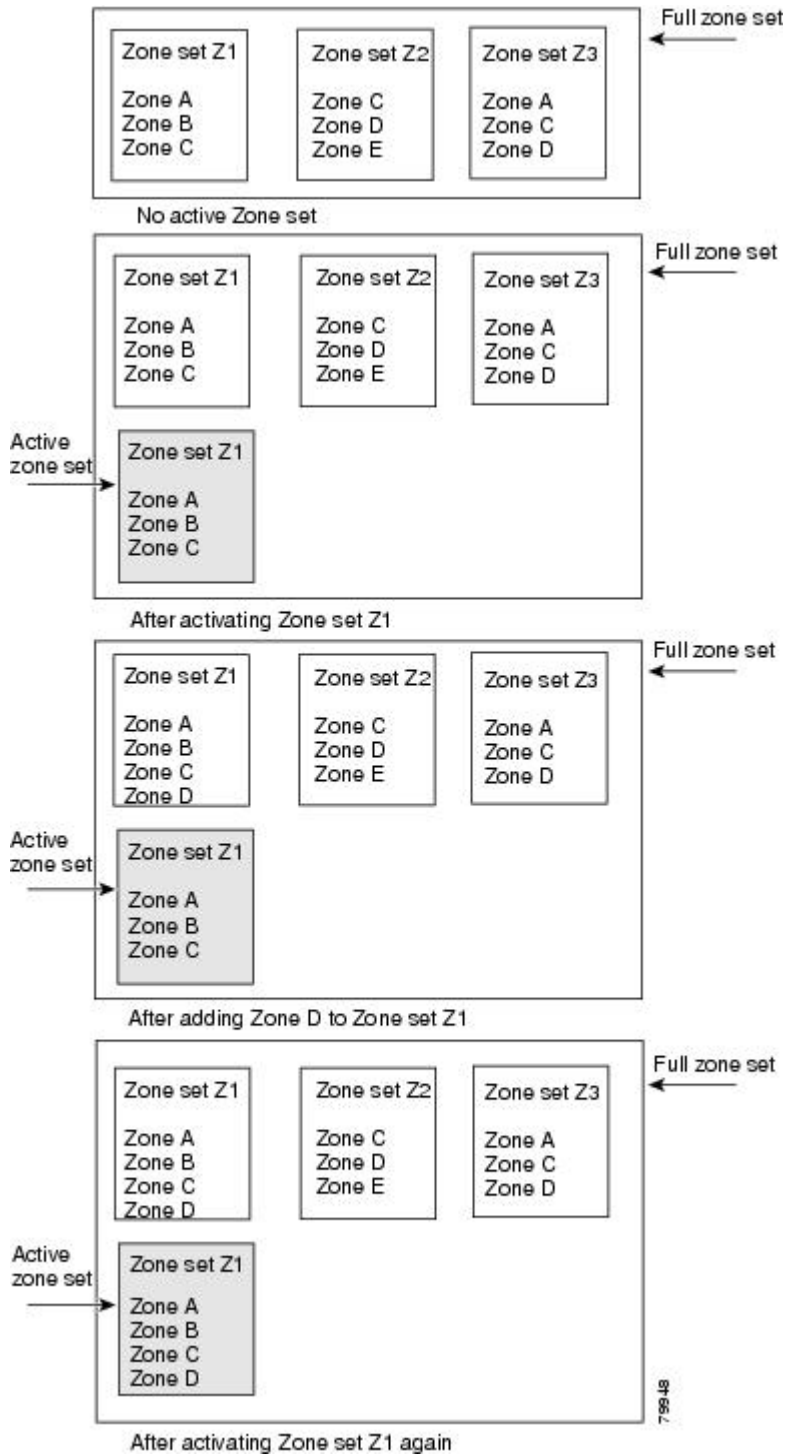 Full zone set
Zone set Z1
Zone A
Zone B
Zone C
Zone set Z2
Zone C
Zone D
Zone E
Zone set Z3
Zone A
Zone C
Zone D
No active Zone set
Full zone set
Zone set Z1
Zone A
Zone B
Zone C
Zone set Z2
Zone C
Zone D
Zone E
Zone set Z3
Zone A
Zone C
Zone D
Active
zone set
Zone set Z1
Zone A
Zone B
Zone C
After activating Zone set Z1
Full zone set
Zone set Z1
Zone A
Zone B
Zone C
Zone D
Zone set Z2
Zone C
Zone D
Zone E
Zone set Z3
Zone A
Zone C
Zone D
Active
zone set
Zone set Z1
Zone A
Zone B
Zone C
After adding Zone D to Zone set Z1
Full zone set
Zone set Z1
Zone A
Zone B
Zone C
Zone D
Zone set Z2
Zone C
Zone D
Zone E
Zone set Z3
Zone A
Zone C
Zone D
Active
zone set
Zone set Z1
Zone A
Zone B
Zone C
Zone D
79948
After activating Zone set Z1 again